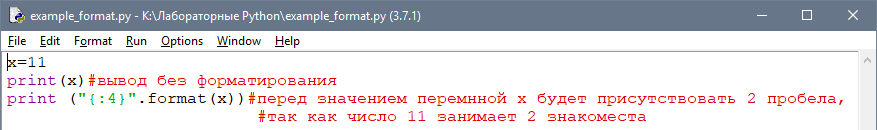 example_format.py - K:\Лабораторные Python\example_format.py (3.7.1)
File Edit Format Run Options Window Help
x=11
print(x)#вывод без форматирования
print ("{:4}".format(x))#перед значением перемнной x будет присутствовать 2 пробела,
#так как число 11 занимает 2 знакоместа